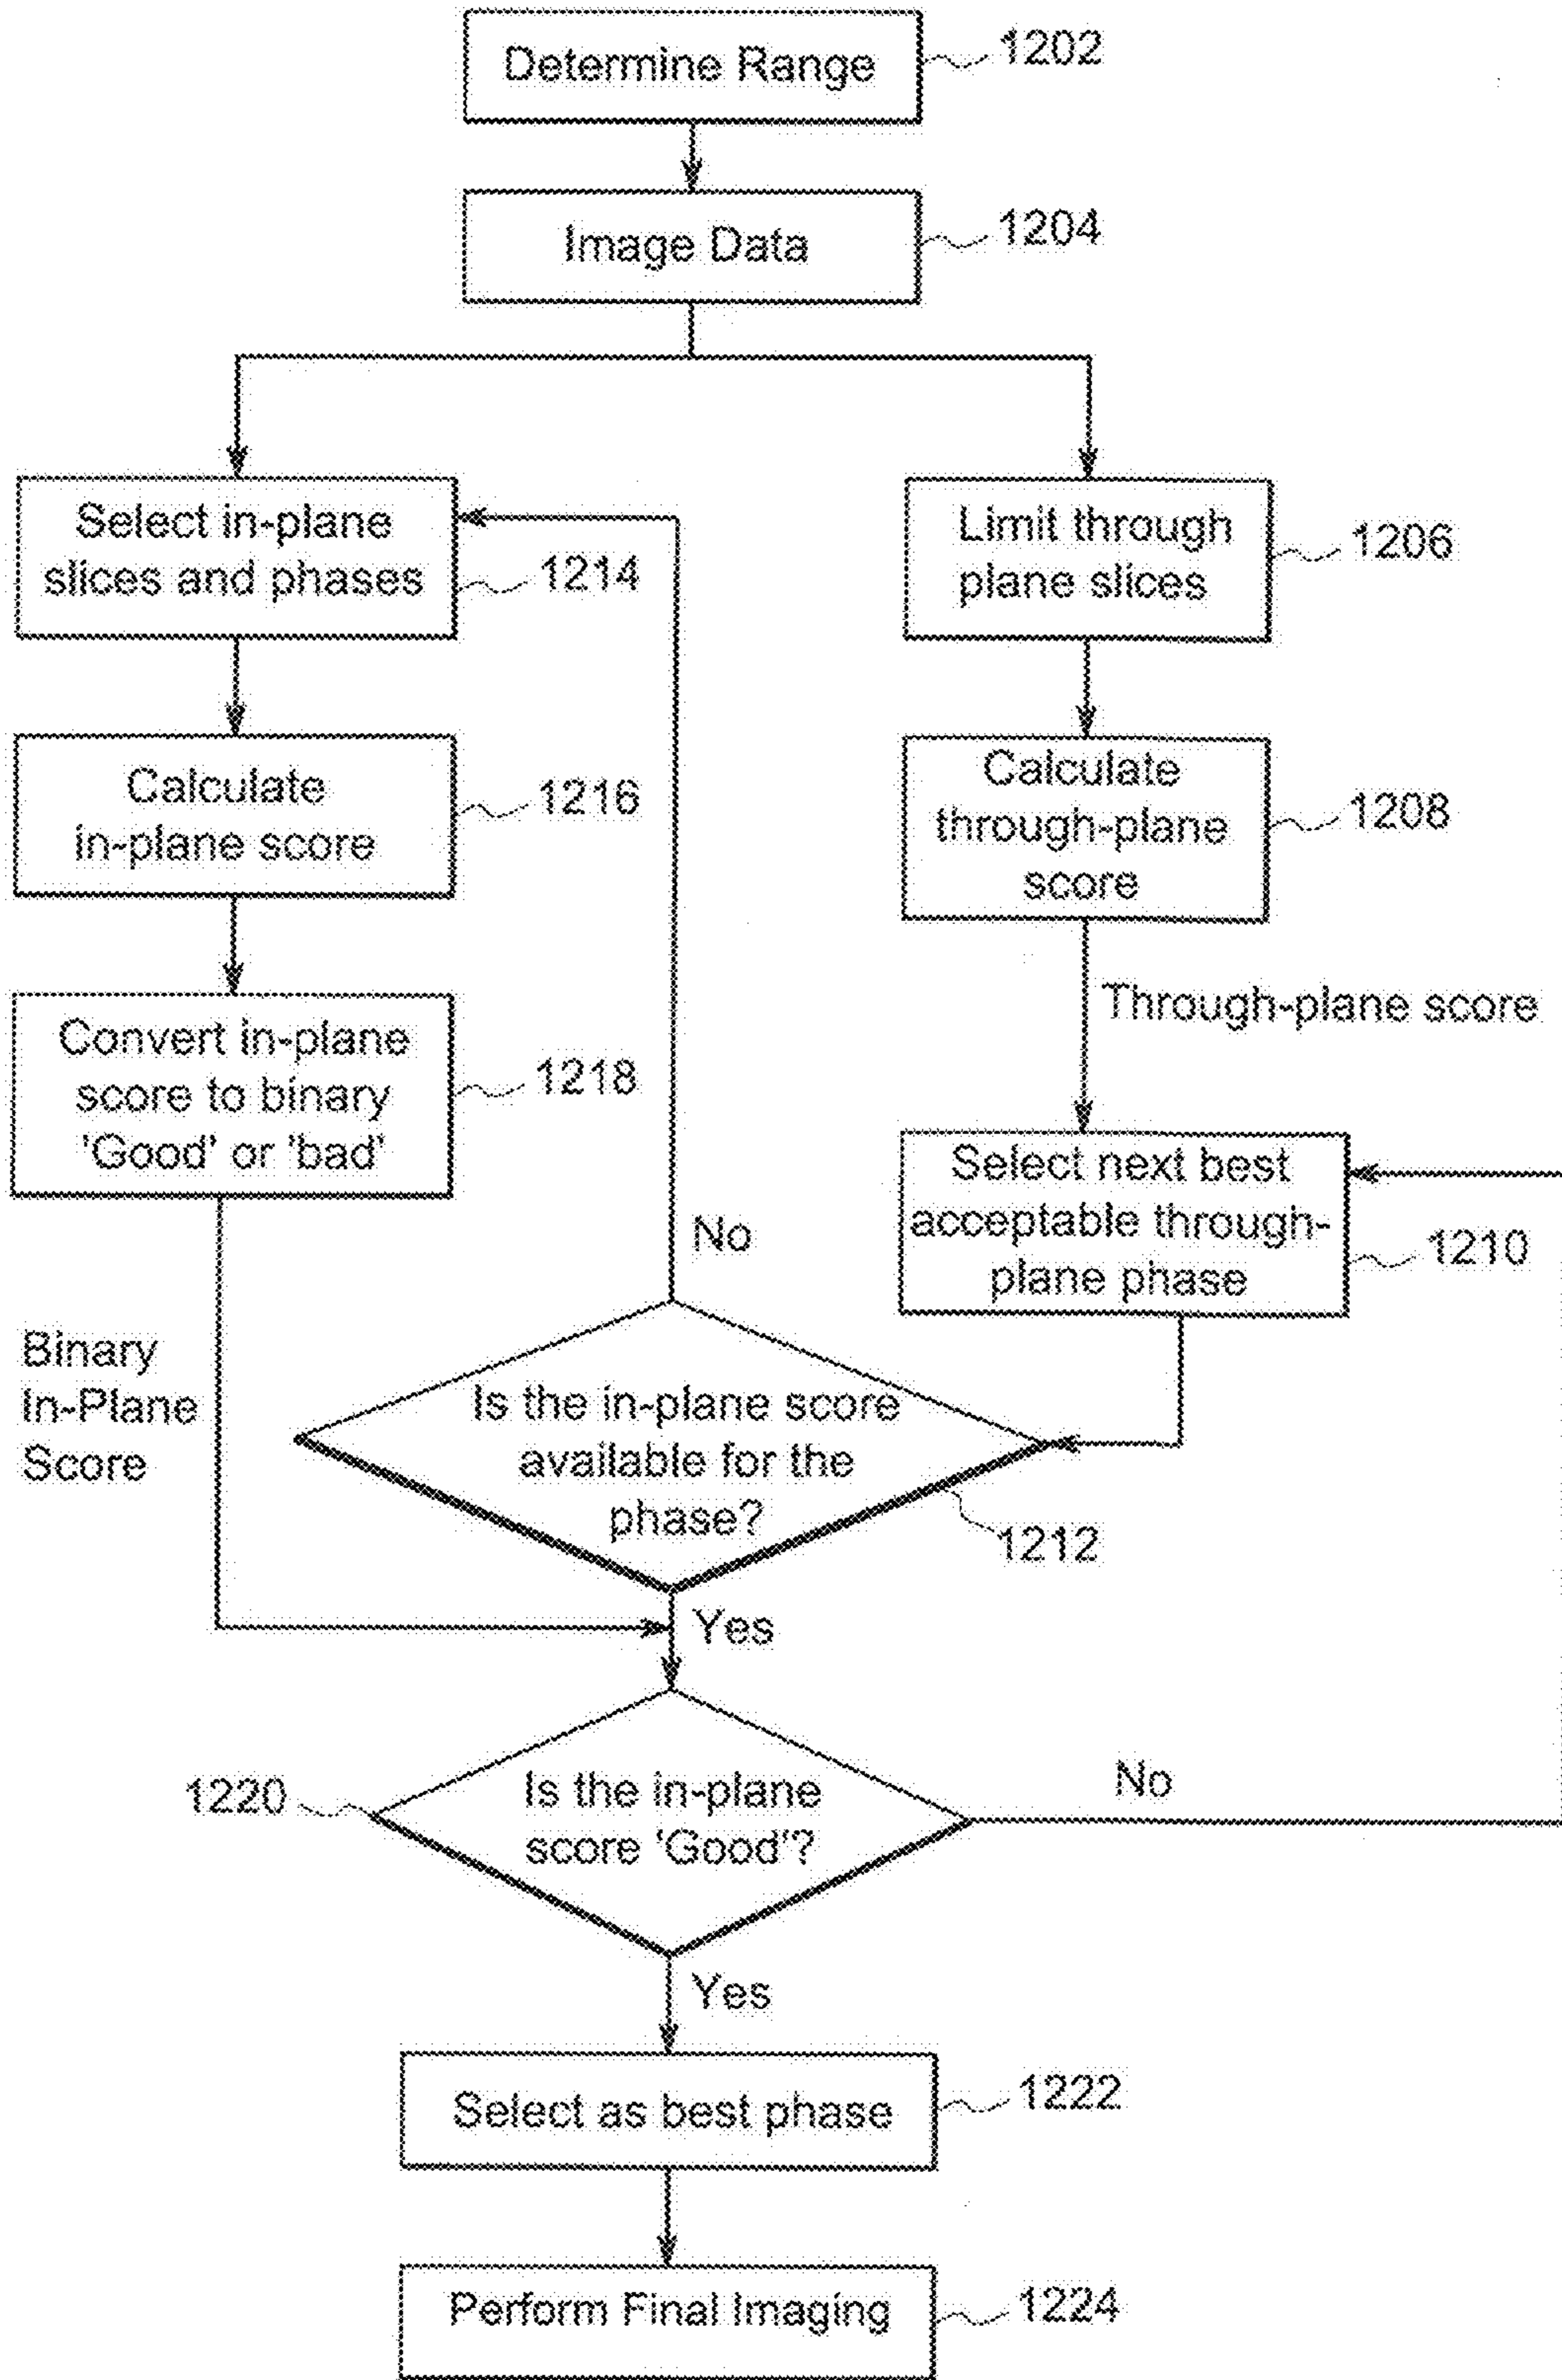 Determine Range
1202
Image Data
1204
Select in-plane
slices and phases
1214
Limit through
plane slices
1206
Calculate
in-plane score
1216
Calculate
through-plane
score
1208
Through-plane score
Convert in-plane
score to binary
'Good' or 'bad'
1218
Select next best
acceptable through-
plane phase
1210
No
Binary
In-Plane
Score
Is the in-plane score
available for the
phase?
1212
Yes
1220
Is the in-plane
score 'Good'?
No
Yes
Select as best phase
1222
Perform Final Imaging
1224